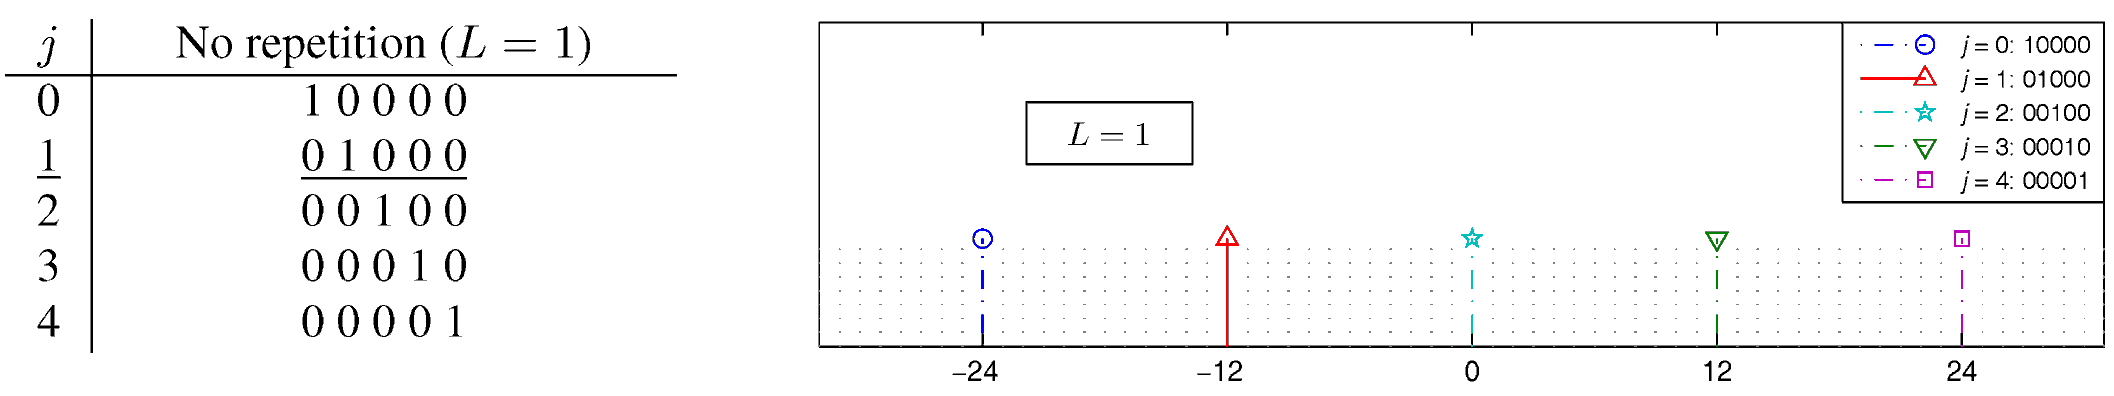 j No repetition (L = 1)
0 1 0 0 0 0
1 0 1 0 0 0
2 0 0 1 0 0
3 0 0 0 1 0
4 0 0 0 0 1
L = 1
j = 0: 10000
j = 1: 01000
j = 2: 00100
j = 3: 00010
j = 4: 00001
−24 −12 0 12 24